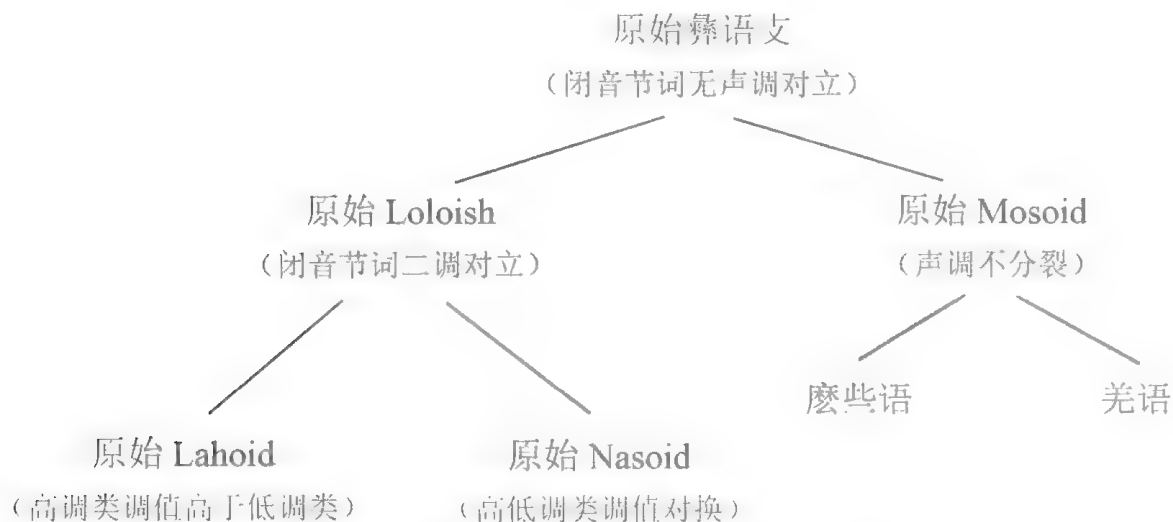 原始彝语支
（闭音节词无声调对立）
原始 Loloish
原始 Mosoid
（闭音节词二调对立）
（声调不分裂）
麽些语
羌语
原始 Lahoid
原始 Nasoid
（高调类调值高于低调类）
（高低调类调值对换）